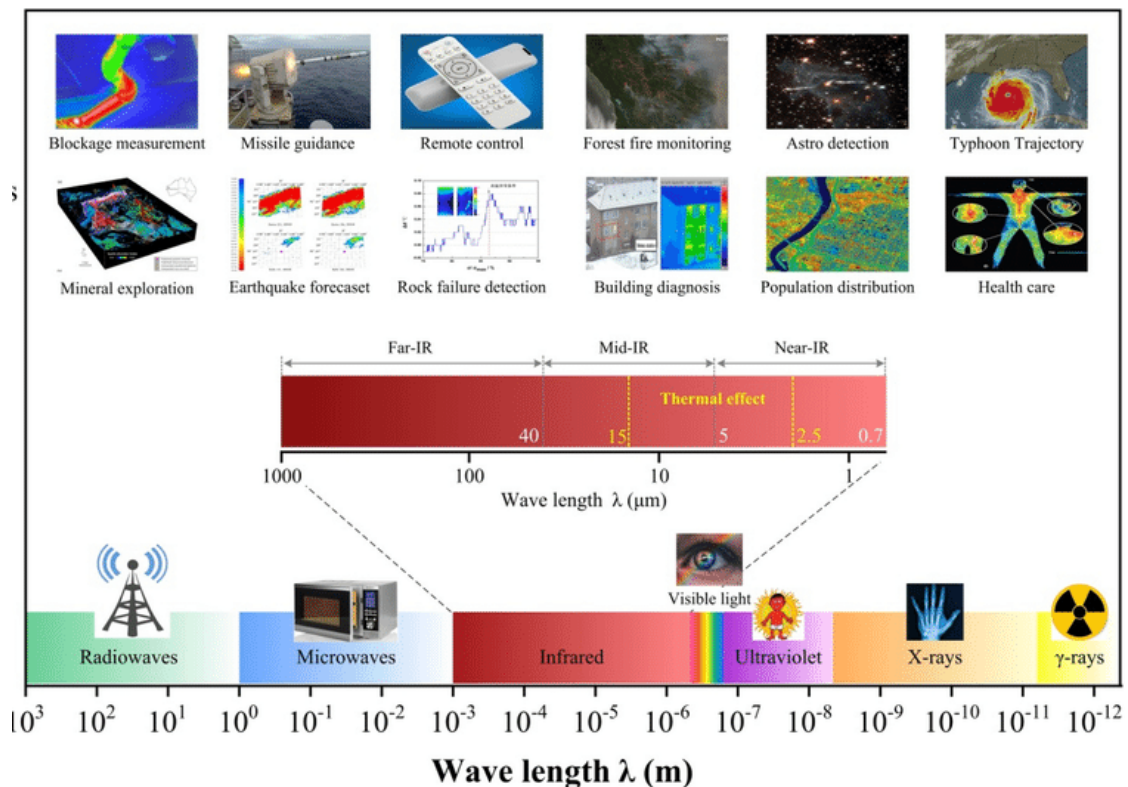 Blockage measurement
Missile guidance
Remote control
Forest fire monitoring
Astro detection
Typhoon Trajectory
Mineral exploration
Earthquake forecaset
Rock failure detection
Building diagnosis
Population distribution
Health care
Far-IR
Mid-IR
Near-IR
Thermal effect
40
15
5
2.5
0.7
1000
100
10
1
Wave length λ (μm)
Visible light
Radiowaves
Microwaves
Infrared
Ultraviolet
X-rays
γ-rays
10³
10²
10¹
10⁰
10⁻¹
10⁻²
10⁻³
10⁻⁴
10⁻⁵
10⁻⁶
10⁻⁷
10⁻⁸
10⁻⁹
10⁻¹⁰
10⁻¹¹
10⁻¹²
Wave length λ (m)